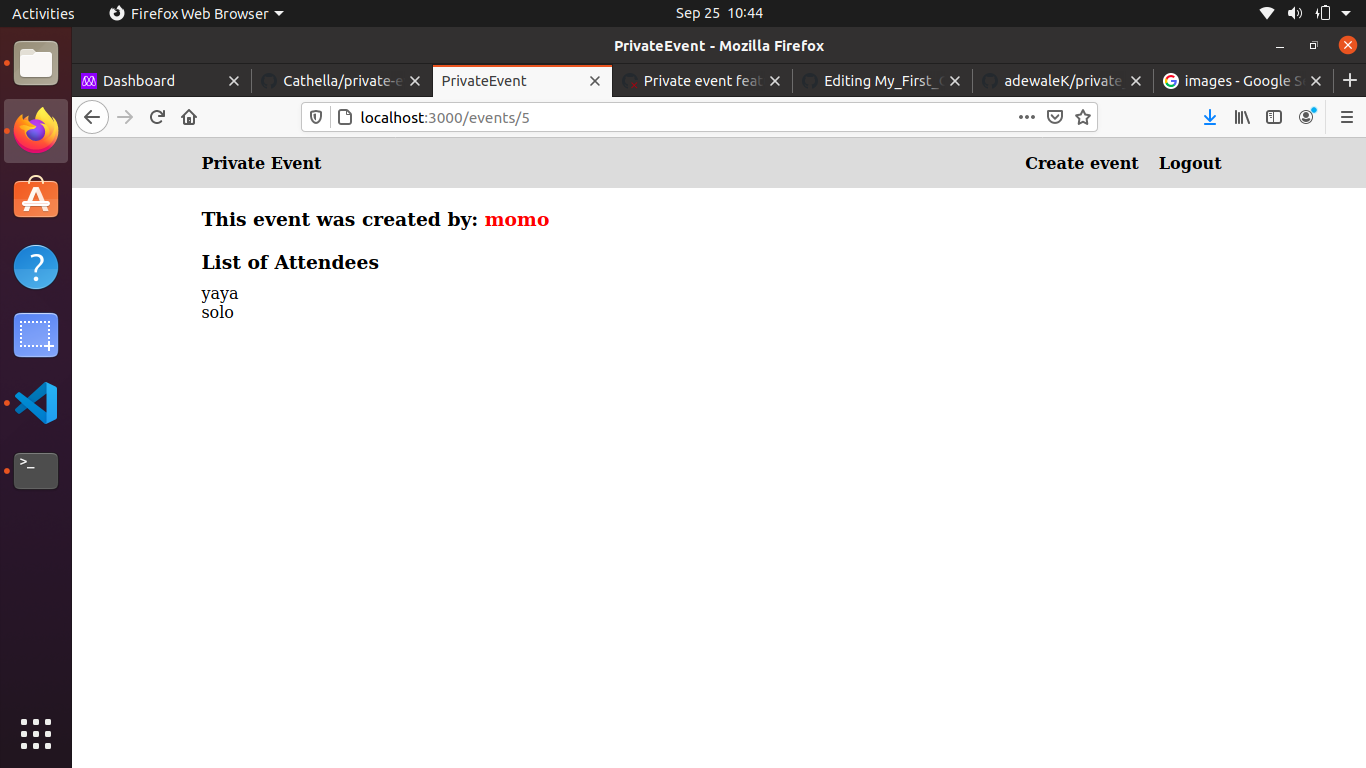 Activities Firefox Web Browser Sep 25 10:44
PrivateEvent - Mozilla Firefox
Dashboard Cathella/private-e PrivateEvent Private event feat Editing My_First_ adewaleK/private_ images - Google S
localhost:3000/events/5
Private Event Create event Logout
This event was created by: momo
List of Attendees
yaya
solo